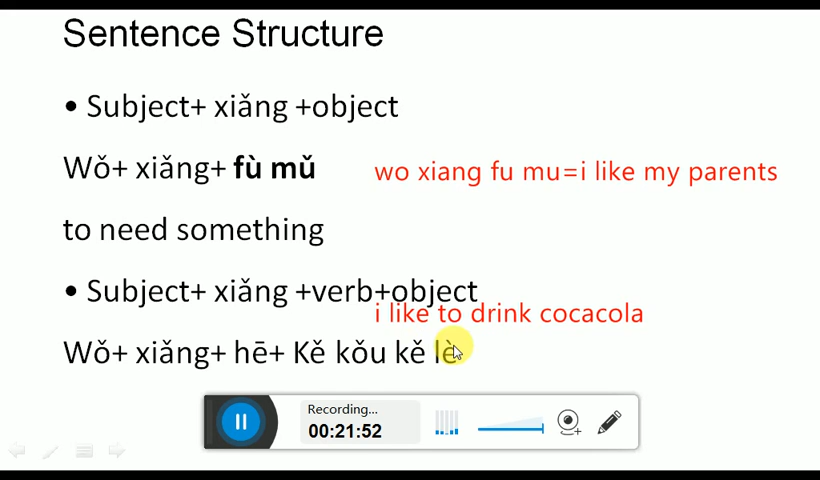 Sentence Structure
• Subject+ xiǎng +object
Wǒ+ xiǎng+ fù mǔ
wo xiang fu mu=i like my parents
to need something
• Subject+ xiǎng +verb+object
i like to drink cocacola
Wǒ+ xiǎng+ hē+ Kě kǒu kě lè
Recording...
00:21:52